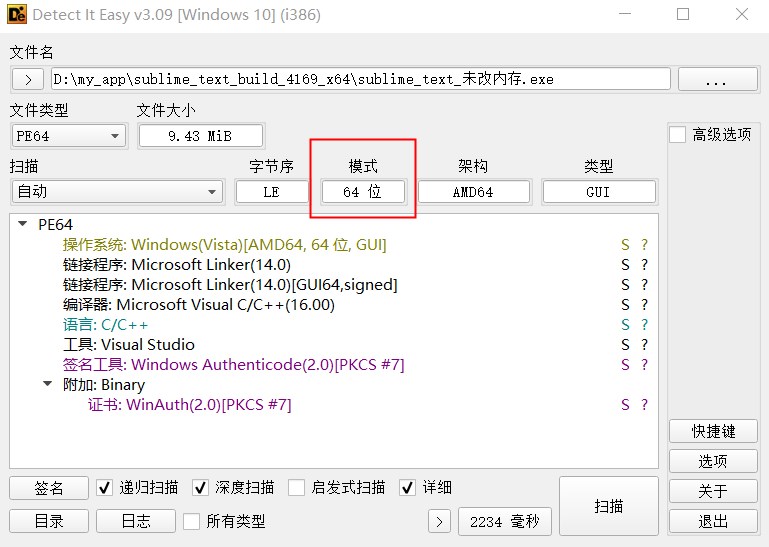 Detect It Easy v3.09 [Windows 10] (i386)
文件名
> D:\my_app\sublime_text_build_4169_x64\sublime_text_未改内存.exe ...
文件类型 文件大小
PE64 9.43 MiB 高级选项
扫描 字节序 模式 架构 类型
自动 LE 64 位 AMD64 GUI
PE64
操作系统: Windows(Vista)[AMD64, 64 位, GUI] S ?
链接程序: Microsoft Linker(14.0) S ?
链接程序: Microsoft Linker(14.0)[GUI64,signed] S ?
编译器: Microsoft Visual C/C++(16.00) S ?
语言: C/C++ S ?
工具: Visual Studio S ?
签名工具: Windows Authenticode(2.0)[PKCS #7] S ?
附加: Binary
证书: WinAuth(2.0)[PKCS #7] S ?
快捷键
选项
关于
退出
签名 递归扫描 深度扫描 启发式扫描 详细
目录 日志 所有类型 > 2234 毫秒 扫描